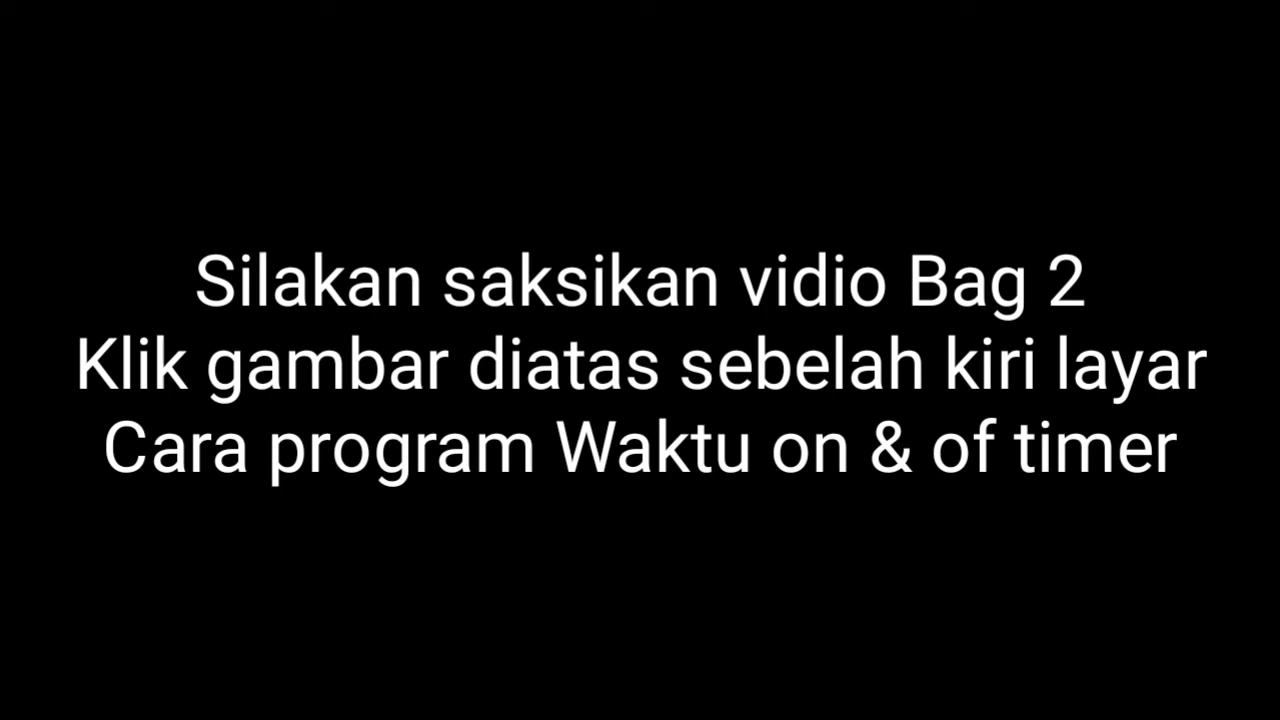 Silakan saksikan vidio Bag 2
Klik gambar diatas sebelah kiri layar
Cara program Waktu on & of timer